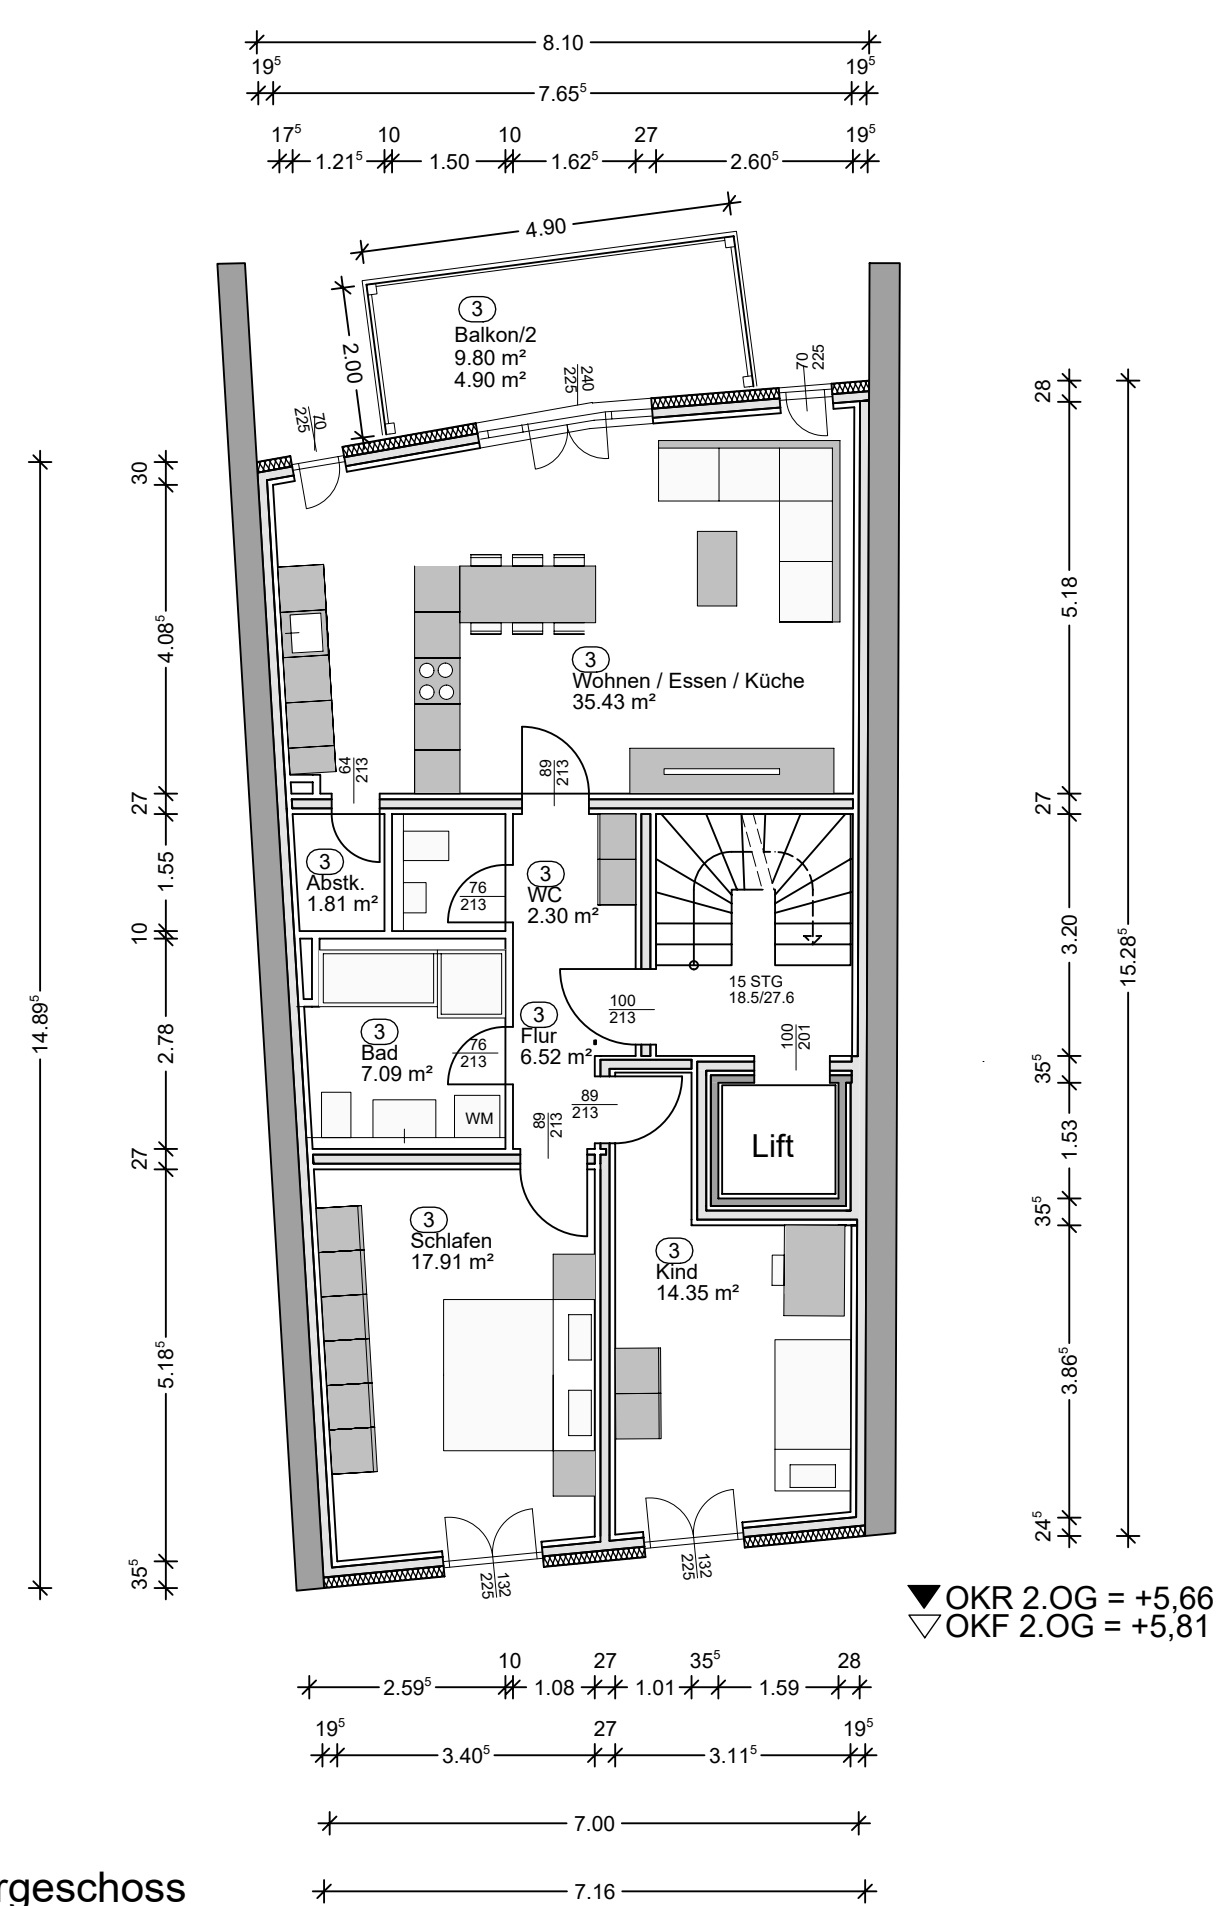 8.10
19⁵ 19⁵
7.65⁵
17⁵ 10 10 27 19⁵
1.21⁵ 1.50 1.62⁵ 2.60⁵
4.90
2.00
3
Balkon/2
9.80 m²
4.90 m²
70
225
240
225
70
225
28
30
4.08⁵
5.18
15.28⁵
14.89⁵
3
Wohnen / Essen / Küche
35.43 m²
64
213
89
213
27
27
1.55
3
Abstk.
1.81 m²
76
213
3
WC
2.30 m²
10
3.20
15 STG
18.5/27.6
100
213
100
201
3
Flur
6.52 m²
3
Bad
7.09 m²
76
213
2.78
35⁵
89
213
89
213
WM
Lift
1.53
27
35⁵
3
Schlafen
17.91 m²
3
Kind
14.35 m²
5.18⁵
3.86⁵
24⁵
35⁵
132
225
132
225
OKR 2.OG = +5,66
OKF 2.OG = +5,81
10 27 35⁵ 28
2.59⁵ 1.08 1.01 1.59
19⁵ 27 19⁵
3.40⁵ 3.11⁵
7.00
rgeschoss
7.16